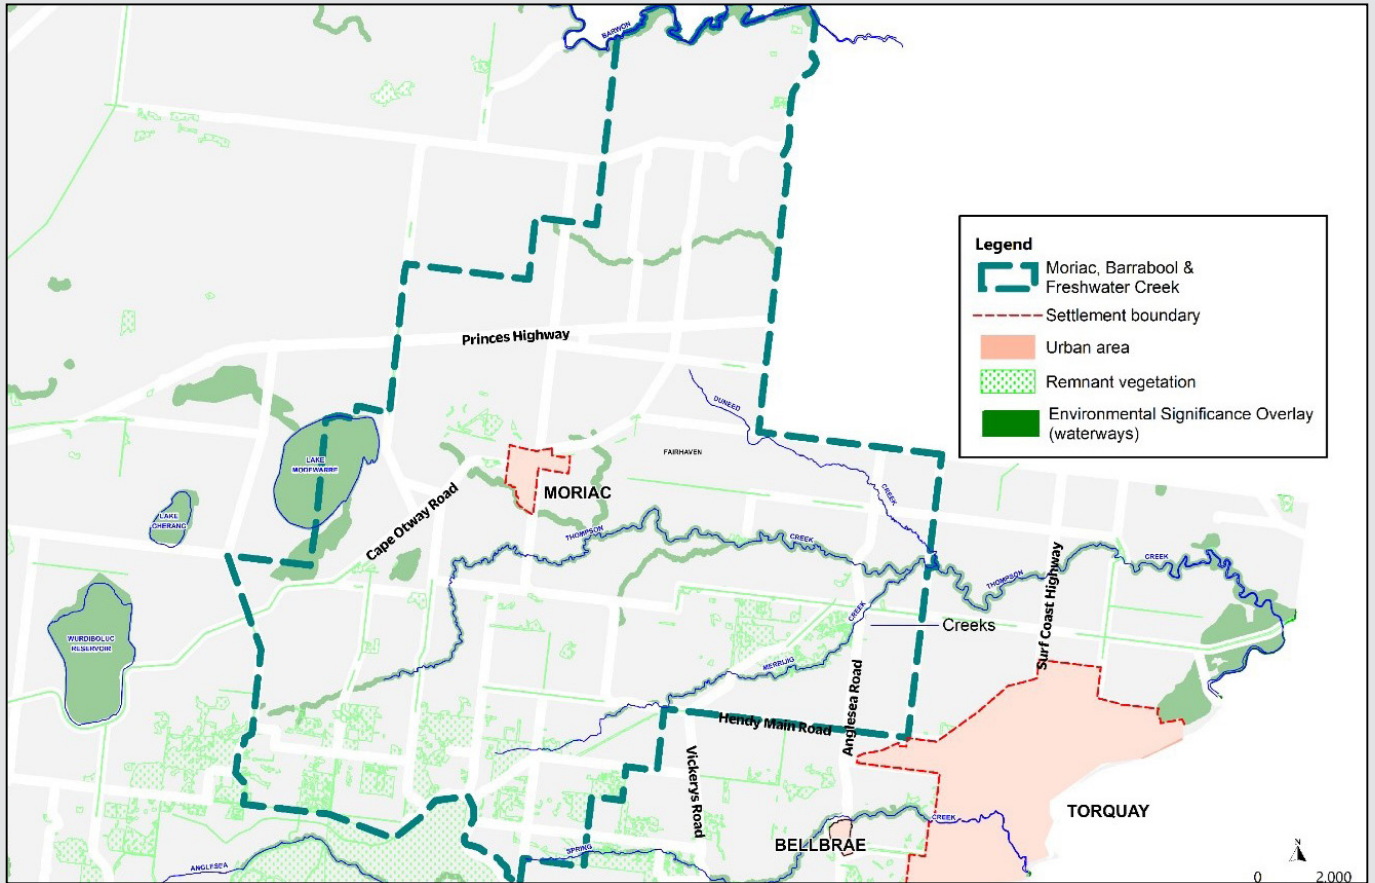 BARWON
Legend
Moriac, Barrabool &
Freshwater Creek
Settlement boundary
Urban area
Remnant vegetation
Environmental Significance Overlay
(waterways)
Princes Highway
DUNEED
CREEK
FAIRHAVEN
LAKE
MODEWARRE
MORIAC
Cape Otway Road
LAKE
GHERANG
THOMPSON
CREEK
THOMPSON
CREEK
Surf Coast Highway
WURDIBOLUC
RESERVOIR
CREEK
MERRIJIG
Creeks
Anglesea Road
Hendy Main Road
Vickerys Road
TORQUAY
CREEK
BELLBRAE
SPRING
ANGLESEA
N
0 2,000